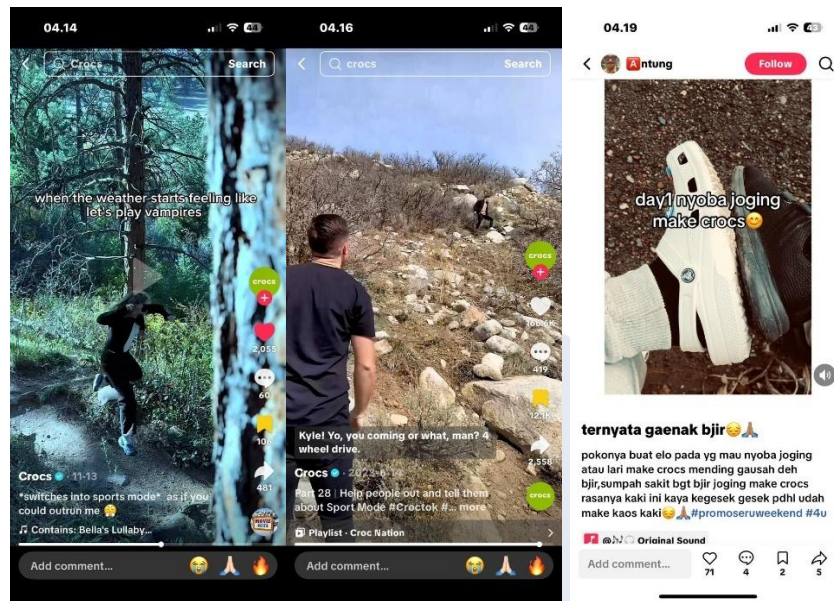 04.14
44
Crocs
Search
when the weather starts feeling like
let's play vampires
crocs
2,055
60
106
481
Crocs · 11-13
*switches into sports mode* as if you
could outrun me
Contains: Bella's Lullaby...
Add comment...
04.16
44
crocs
Search
crocs
166.6K
419
12.1K
2,558
Kyle! Yo, you coming or what, man? 4
wheel drive.
Crocs
Part 28 | Help people out and tell them
about Sport Mode #Croctok #... more
Playlist · Croc Nation
Add comment...
04.19
43
Antung
Follow
day1 nyoba joging
make crocs😊
ternyata gaenak bjir😔🙏🏼
pokonya buat elo pada yg mau nyoba joging
atau lari make crocs mending gausah deh
bjir,sumpah sakit bgt bjir joging make crocs
rasanya kaki ini kaya kegesek gesek pdhl udah
make kaos kaki😔🙏🏼#promoseruweekend #4u
Original Sound
Add comment...
71
4
2
5